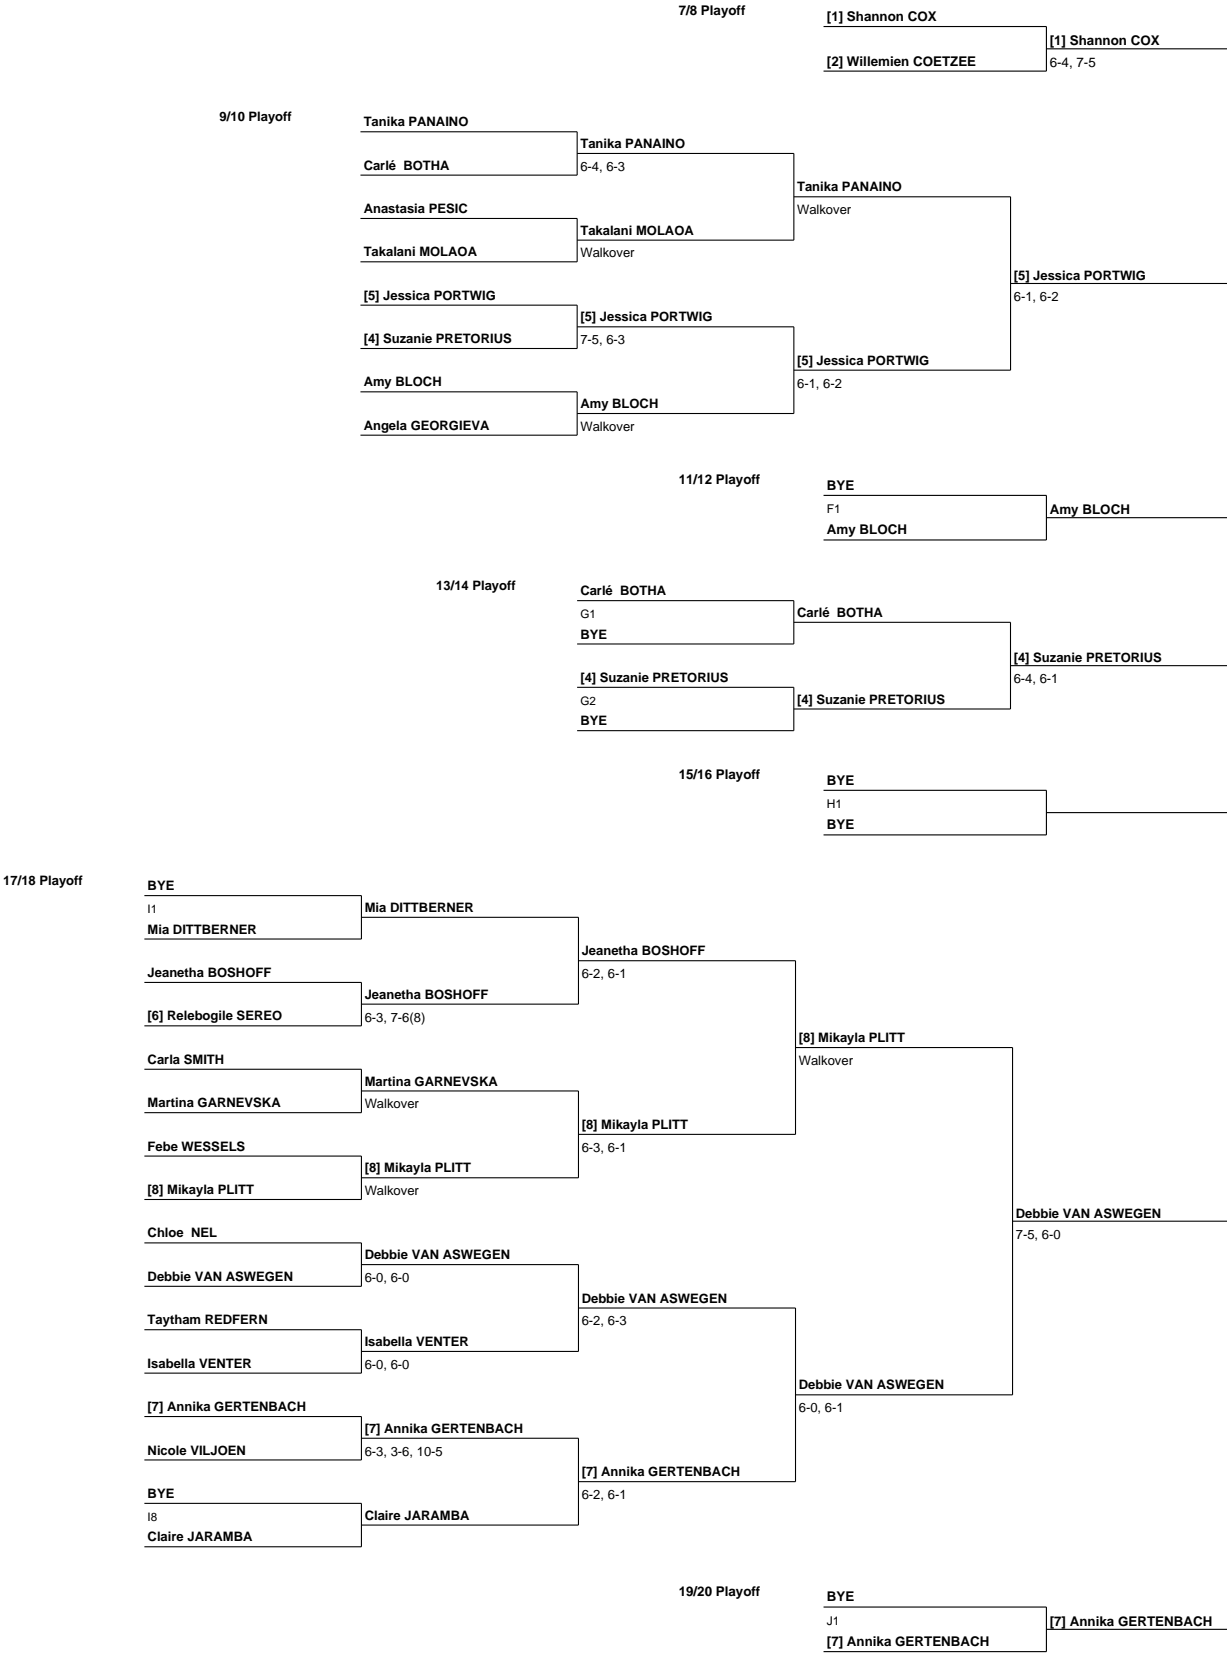 7/8 Playoff
[1] Shannon COX
[1] Shannon COX
[2] Willemien COETZEE
6-4, 7-5
9/10 Playoff
Tanika PANAINO
Tanika PANAINO
Carlé  BOTHA
6-4, 6-3
Tanika PANAINO
Anastasia PESIC
Walkover
Takalani MOLAOA
Takalani MOLAOA
Walkover
[5] Jessica PORTWIG
[5] Jessica PORTWIG
6-1, 6-2
[5] Jessica PORTWIG
[4] Suzanie PRETORIUS
7-5, 6-3
[5] Jessica PORTWIG
Amy BLOCH
6-1, 6-2
Amy BLOCH
Angela GEORGIEVA
Walkover
11/12 Playoff
BYE
F1
Amy BLOCH
Amy BLOCH
13/14 Playoff
Carlé  BOTHA
G1
Carlé  BOTHA
BYE
[4] Suzanie PRETORIUS
[4] Suzanie PRETORIUS
6-4, 6-1
G2
[4] Suzanie PRETORIUS
BYE
15/16 Playoff
BYE
H1
BYE
17/18 Playoff
BYE
I1
Mia DITTBERNER
Mia DITTBERNER
Jeanetha BOSHOFF
Jeanetha BOSHOFF
6-2, 6-1
Jeanetha BOSHOFF
[6] Relebogile SEREO
6-3, 7-6(8)
[8] Mikayla PLITT
Carla SMITH
Walkover
Martina GARNEVSKA
Martina GARNEVSKA
Walkover
[8] Mikayla PLITT
Febe WESSELS
6-3, 6-1
[8] Mikayla PLITT
[8] Mikayla PLITT
Walkover
Debbie VAN ASWEGEN
Chloe  NEL
7-5, 6-0
Debbie VAN ASWEGEN
Debbie VAN ASWEGEN
6-0, 6-0
Debbie VAN ASWEGEN
Taytham REDFERN
6-2, 6-3
Isabella VENTER
Isabella VENTER
6-0, 6-0
Debbie VAN ASWEGEN
[7] Annika GERTENBACH
6-0, 6-1
[7] Annika GERTENBACH
Nicole VILJOEN
6-3, 3-6, 10-5
[7] Annika GERTENBACH
BYE
6-2, 6-1
I8
Claire JARAMBA
Claire JARAMBA
19/20 Playoff
BYE
J1
[7] Annika GERTENBACH
[7] Annika GERTENBACH